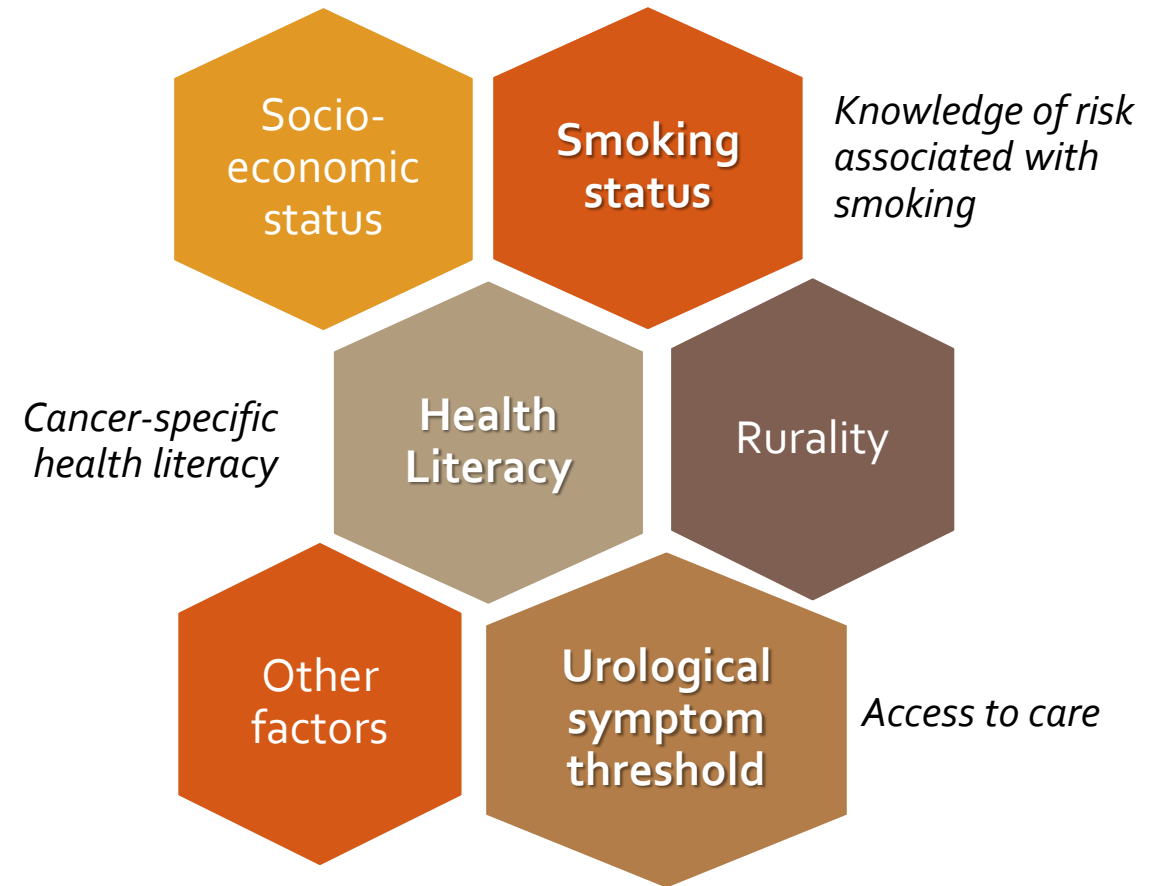 Socio-
economic
status
Smoking
status
Knowledge of risk
associated with
smoking
Cancer-specific
health literacy
Health
Literacy
Rurality
Other
factors
Urological
symptom
threshold
Access to care